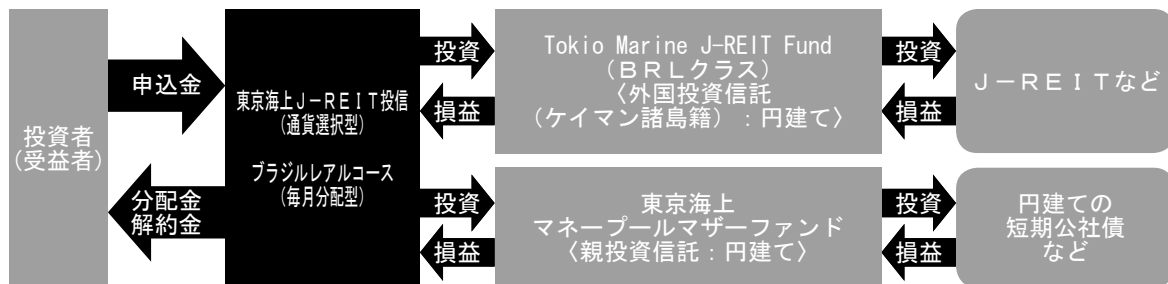 投資者
(受益者)
申込金
分配金
解約金
東京海上Ｊ－ＲＥＩＴ投信
(通貨選択型)
ブラジルレアルコース
(毎月分配型)
投資
損益
Tokio Marine J-REIT Fund
(ＢＲＬクラス)
〈外国投資信託
(ケイマン諸島籍)：円建て〉
投資
損益
Ｊ－ＲＥＩＴなど
投資
損益
東京海上
マネープールマザーファンド
〈親投資信託：円建て〉
投資
損益
円建ての
短期公社債
など